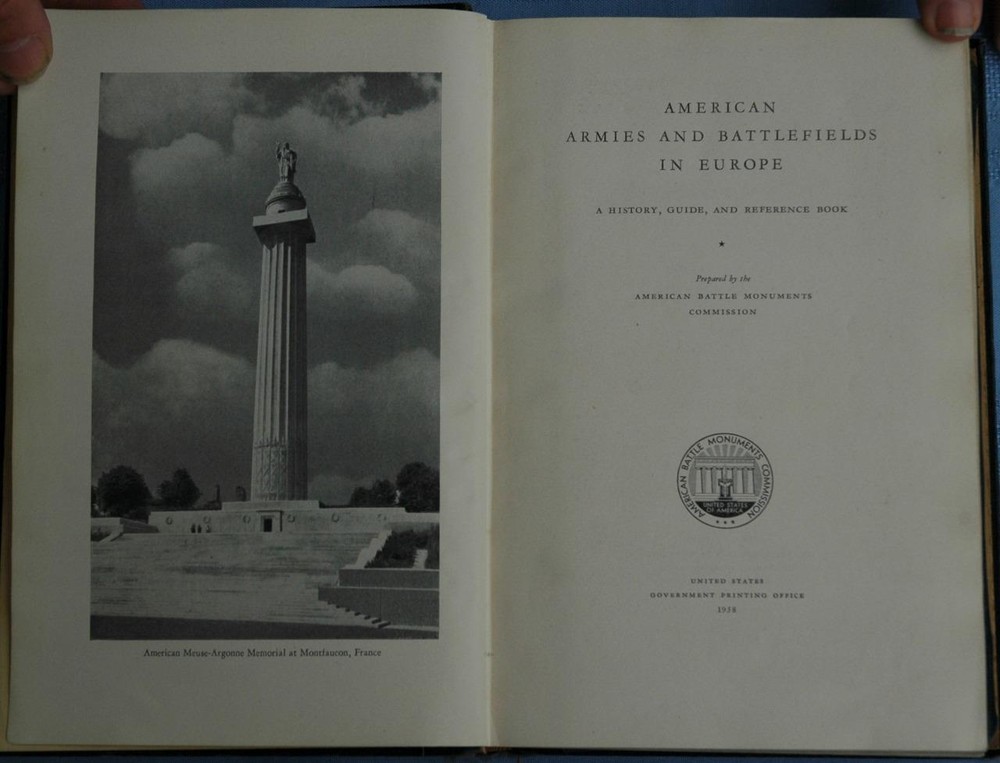 American Meuse-Argonne Memorial at Montfaucon, France
AMERICAN
ARMIES AND BATTLEFIELDS
IN EUROPE
A HISTORY, GUIDE, AND REFERENCE BOOK
Prepared by the
AMERICAN BATTLE MONUMENTS
COMMISSION
AMERICAN BATTLE MONUMENTS COMMISSION
UNITED STATES
OF AMERICA
UNITED STATES
GOVERNMENT PRINTING OFFICE
1938